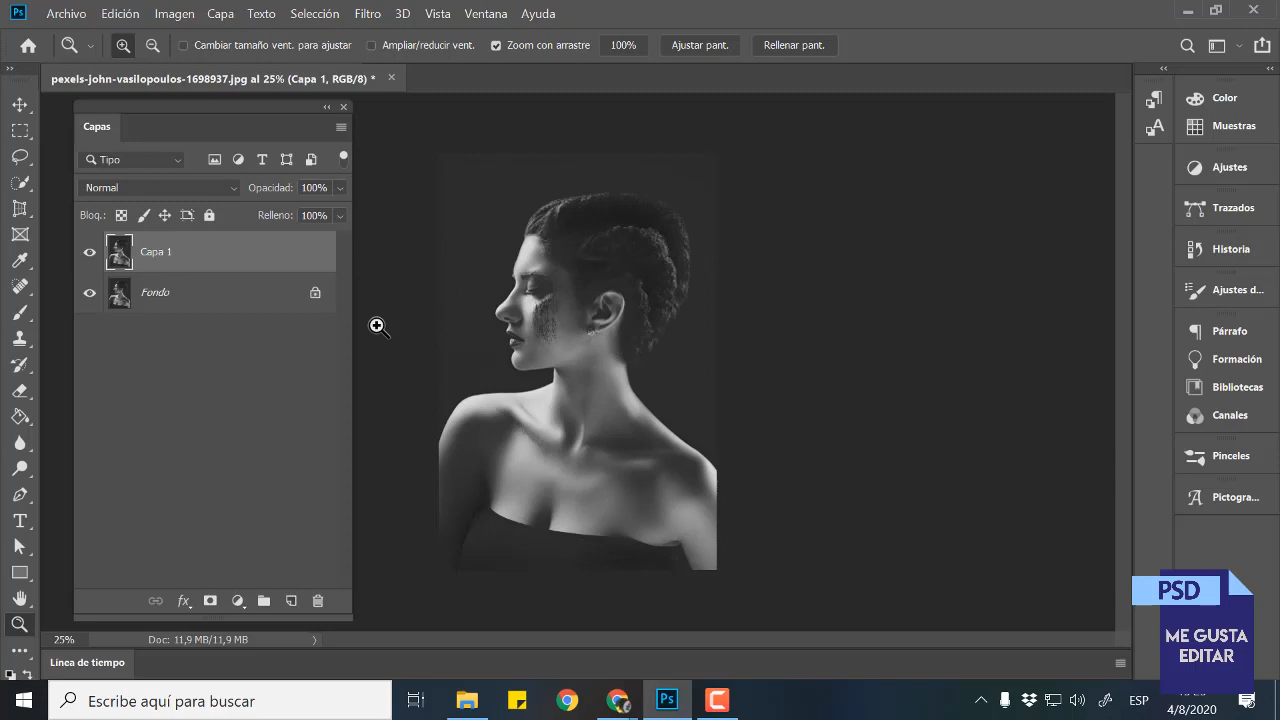 Ps Archivo Edición Imagen Capa Texto Selección Filtro 3D Vista Ventana Ayuda
Cambiar tamaño vent. para ajustar Ampliar/reducir vent. Zoom con arrastre 100% Ajustar pant. Rellenar pant.
pexels-john-vasilopoulos-1698937.jpg al 25% (Capa 1, RGB/8) *
Capas
Tipo
Normal Opacidad: 100%
Bloq.: Relleno: 100%
Capa 1
Fondo
fx
Color
Muestras
Ajustes
Trazados
Historia
Ajustes d...
Párrafo
Formación
Bibliotecas
Canales
Pinceles
Pictogra...
PSD
ME GUSTA
EDITAR
25% Doc: 11,9 MB/11,9 MB
Línea de tiempo
Escribe aquí para buscar
Ps
ESP
4/8/2020